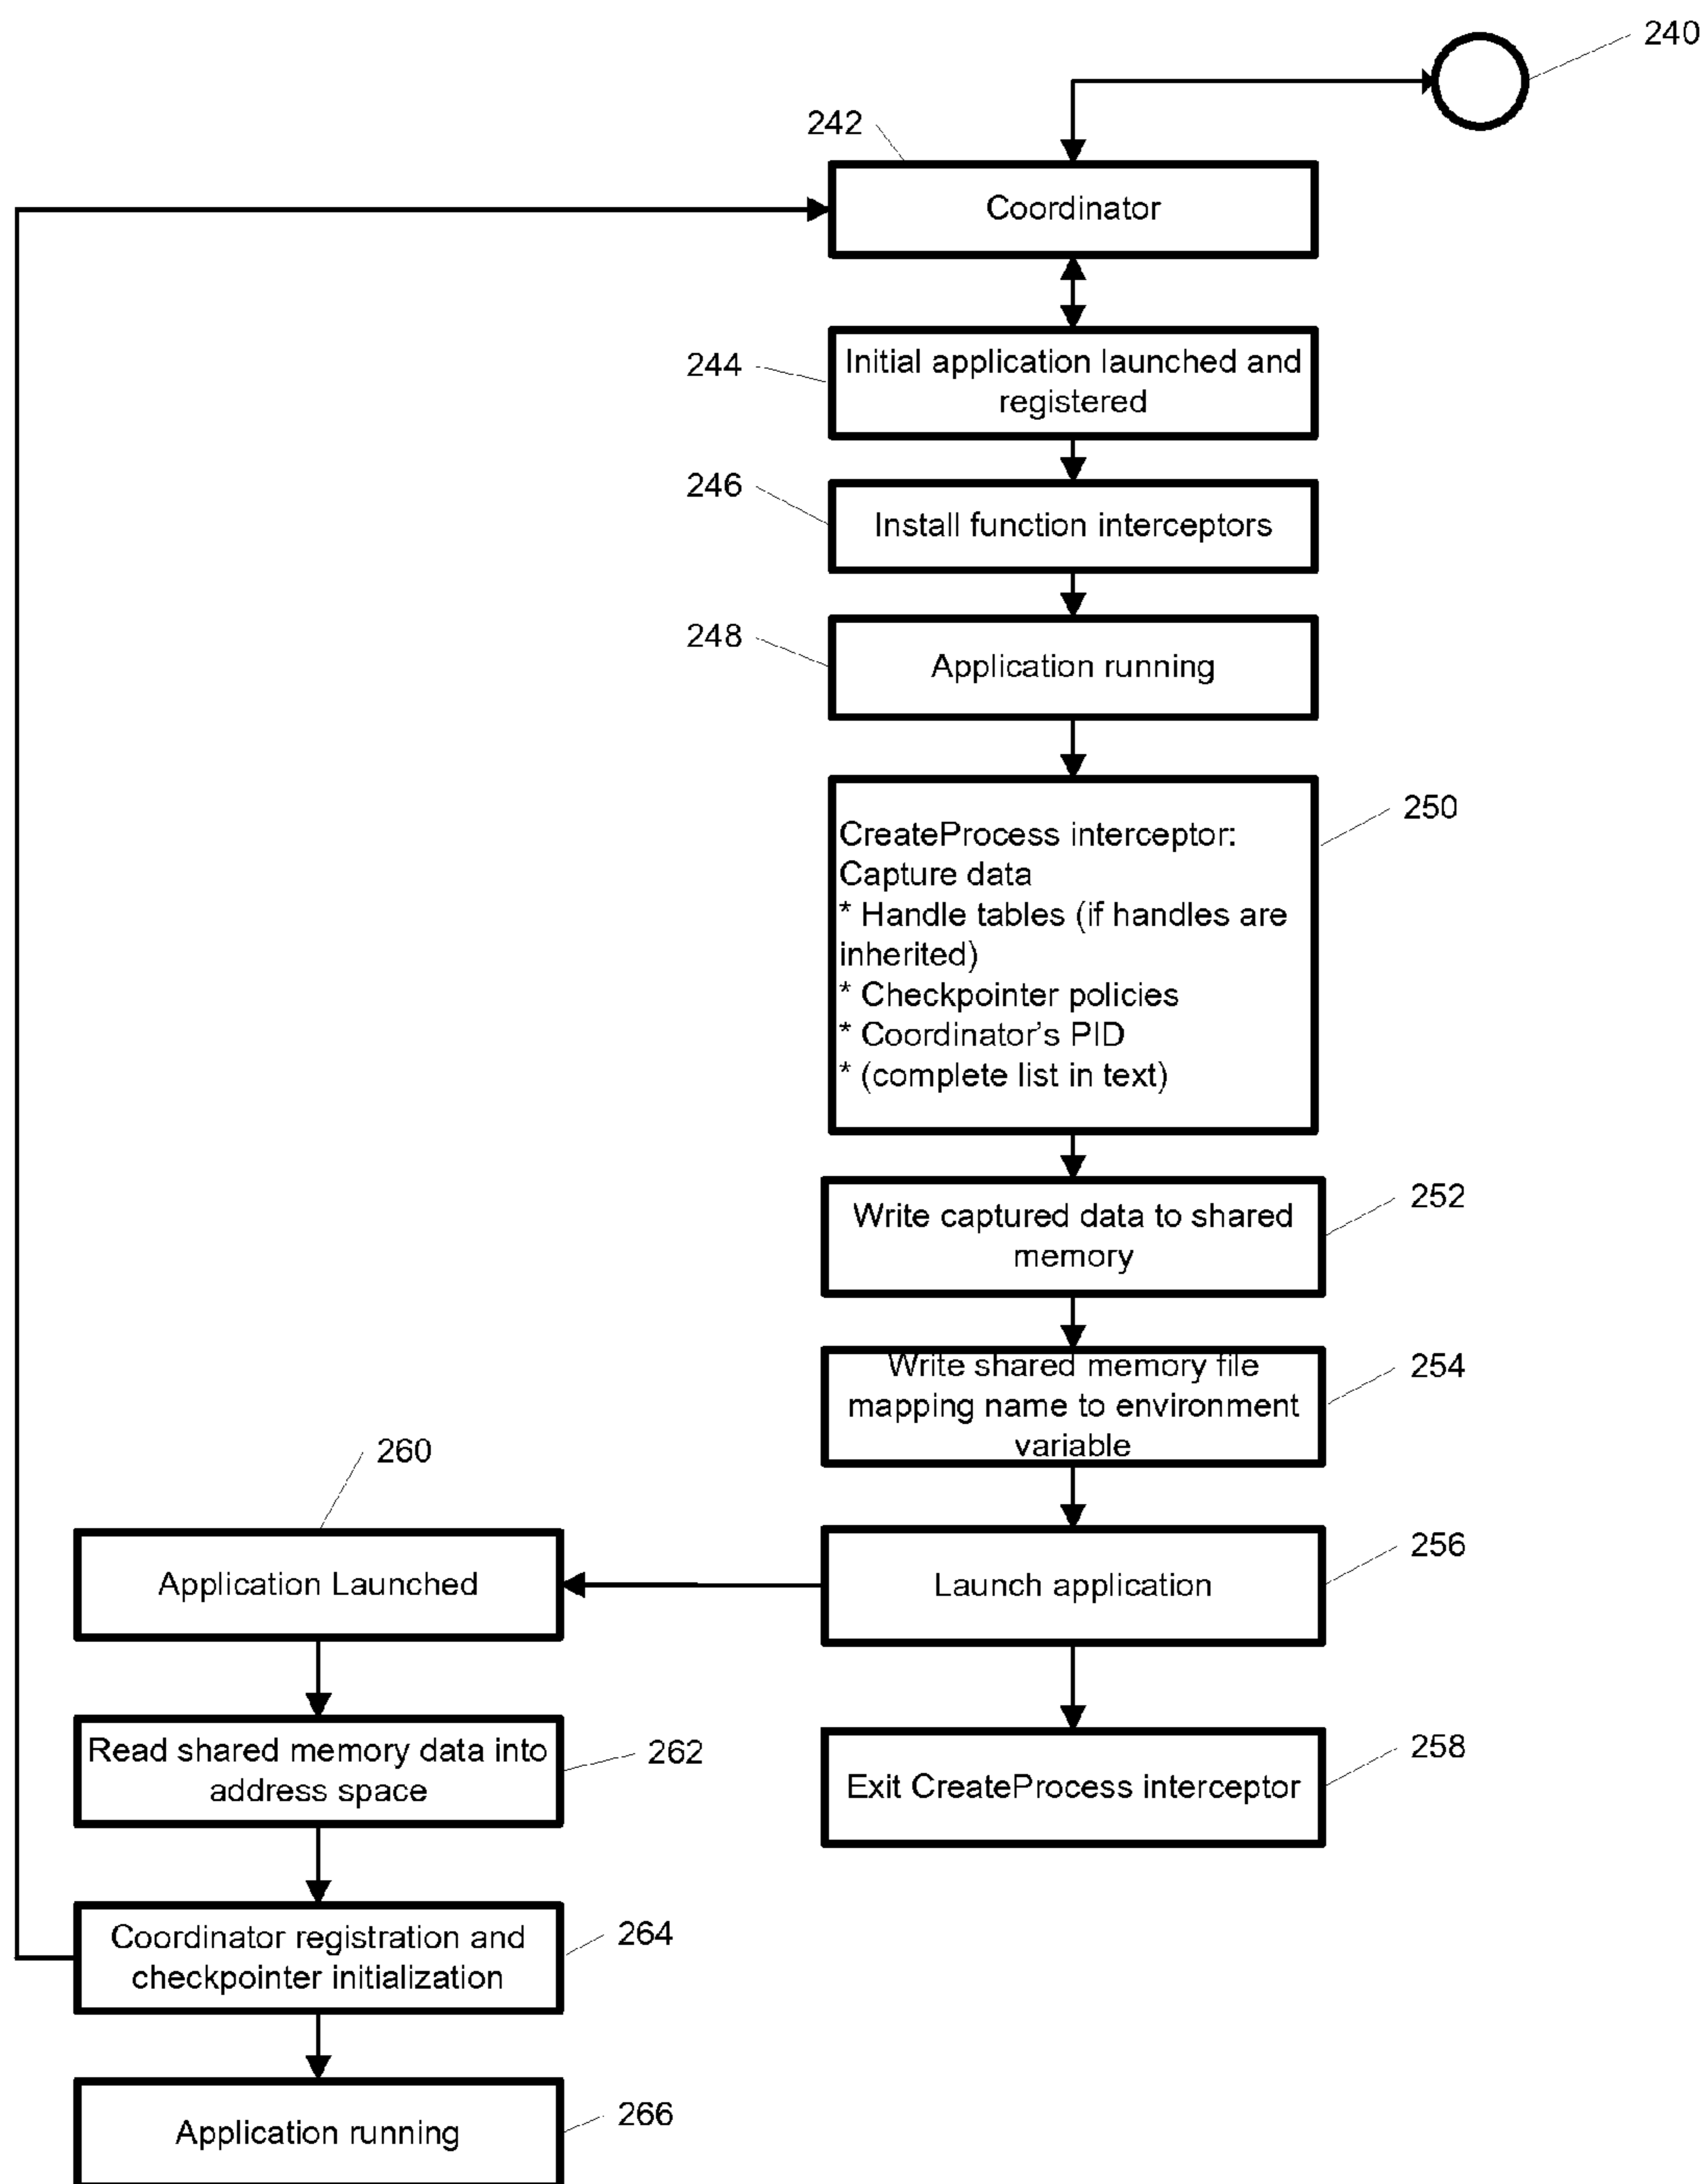 240
242
Coordinator
244
Initial application launched and
registered
246
Install function interceptors
248
Application running
250
CreateProcess interceptor:
Capture data
* Handle tables (if handles are
inherited)
* Checkpointer policies
* Coordinator's PID
* (complete list in text)
252
Write captured data to shared
memory
254
Write shared memory file
mapping name to environment
variable
260
256
Application Launched
Launch application
262
Read shared memory data into
address space
258
Exit CreateProcess interceptor
264
Coordinator registration and
checkpointer initialization
266
Application running